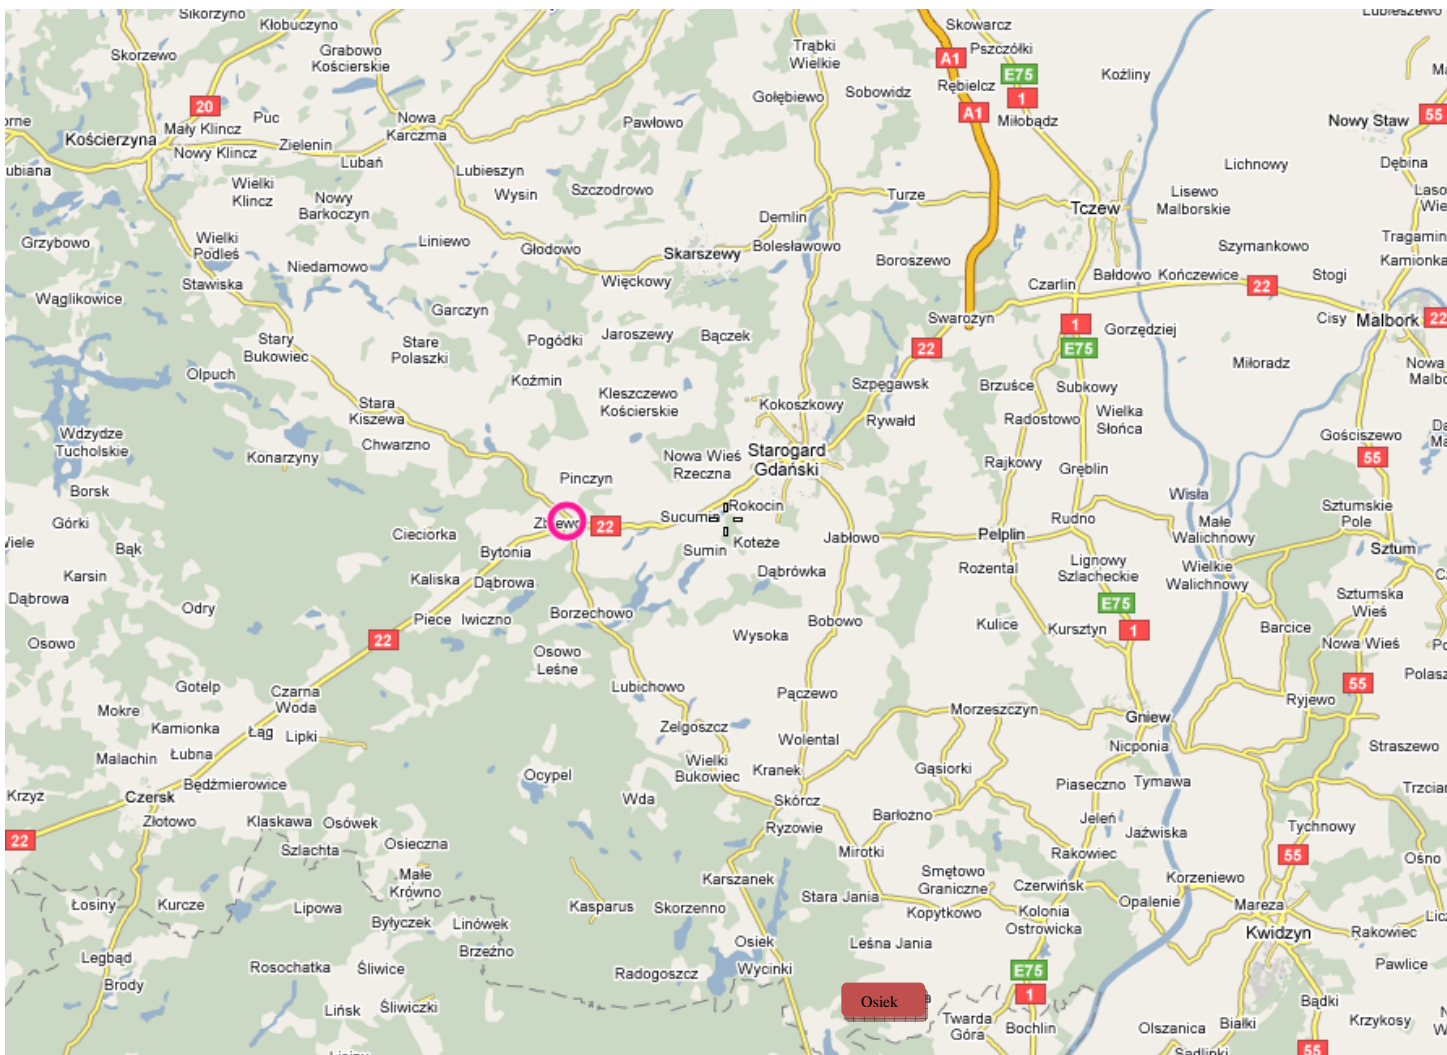 Sikorzyno
Kłobuczyno
Skowarcz
Lubieszewo
Skorzewo
Grabowo
Kościerskie
Trąbki
Wielkie
A1
Pszczółki
E75
Koźliny
20
Gołębiewo
Sobowidz
Rębielcz
1
Mały Klincz
Puc
Nowa
Karczma
Pawłowo
A1
Miłobądz
Nowy Staw
55
Kościerzyna
Nowy Klincz
Zielenin
Lubań
Lubieszyn
Lichnowy
Dębina
Wielki
Klincz
Nowy
Barkoczyn
Wysin
Szczodrowo
Turze
Tczew
Lisewo
Malborskie
Grzybowo
Wielki
Podleś
Liniewo
Głodowo
Demlin
Skarszewy
Bolesławowo
Szymankowo
Tragamin
Kamionka
Niedamowo
Boroszewo
Bałdowo
Kończewice
Stogi
Wąglikowice
Stawiska
Więckowy
Czarlin
22
Garczyn
Swarożyn
Cisy
Malbork
22
Stary
Bukowiec
Stare
Polaszki
Pogódki
Jaroszewy
Bączek
22
1
E75
Gorzędziej
Miłoradz
Nowa
Olpuch
Koźmin
Kleszczewo
Kościerskie
Szpęgawsk
Brzuśce
Subkowy
Stara
Kiszewa
Kokoszkowy
Rywałd
Radostowo
Wielka
Słońca
Wdzydze
Tucholskie
Chwarzno
Gościszewo
Konarzyny
Nowa Wieś
Rzeczna
Starogard
Gdański
Rajkowy
Gręblin
55
Pinczyn
Borsk
Wisła
Sztumskie
Pole
Górki
22
Rokocin
Rudno
Małe
Walichnowy
Cieciorka
Koteże
Jabłowo
Pelplin
Sztum
Bąk
Bytonia
Sumin
Lignowy
Szlacheckie
Wielkie
Walichnowy
Karsin
Kaliska
Dąbrowa
Dąbrówka
Rożental
E75
Sztumska
Wieś
Dąbrowa
Odry
Piece
Iwiczno
Borzechowo
Bobowo
Kulice
Kursztyn
1
Barcice
Osowo
22
Osowo
Leśne
Wysoka
Nowa Wieś
Gotelp
Czarna
Woda
Lubichowo
Pączewo
55
Ryjewo
Mokre
Kamionka
Łąg
Lipki
Zelgoszcz
Morzeszczyn
Gniew
Wolental
Nicponia
Straszewo
Malachin
Łubna
Będźmierowice
Ocypel
Wielki
Bukowiec
Kranek
Gąsiorki
Piaseczno
Tymawa
Krzyż
Czersk
Wda
Skórcz
Barłożno
Złotowo
Klaskawa
Osówek
Ryzowie
Jeleń
Jaźwiska
Tychnowy
22
Szlachta
Osieczna
Mirotki
Rakowiec
55
Ośno
Małe
Krówno
Karszanek
Smętowo
Graniczne
Czerwińsk
Korzeniewo
Łosiny
Kurcze
Lipowa
Kasparus
Skorzenno
Stara Jania
Kopytkowo
Kolonia
Ostrowicka
Opalenie
Mareza
Byłyczek
Linówek
Kwidzyn
Rakowiec
Legbąd
Brzeźno
Osiek
Leśna Jania
Rosochatka
Śliwice
Radogoszcz
Wycinki
E75
Pawlice
Brody
1
Lińsk
Śliwiczki
Osiek
Twarda
Góra
Bochlin
Olszanica
Białki
Bądki
Krzykosy
55